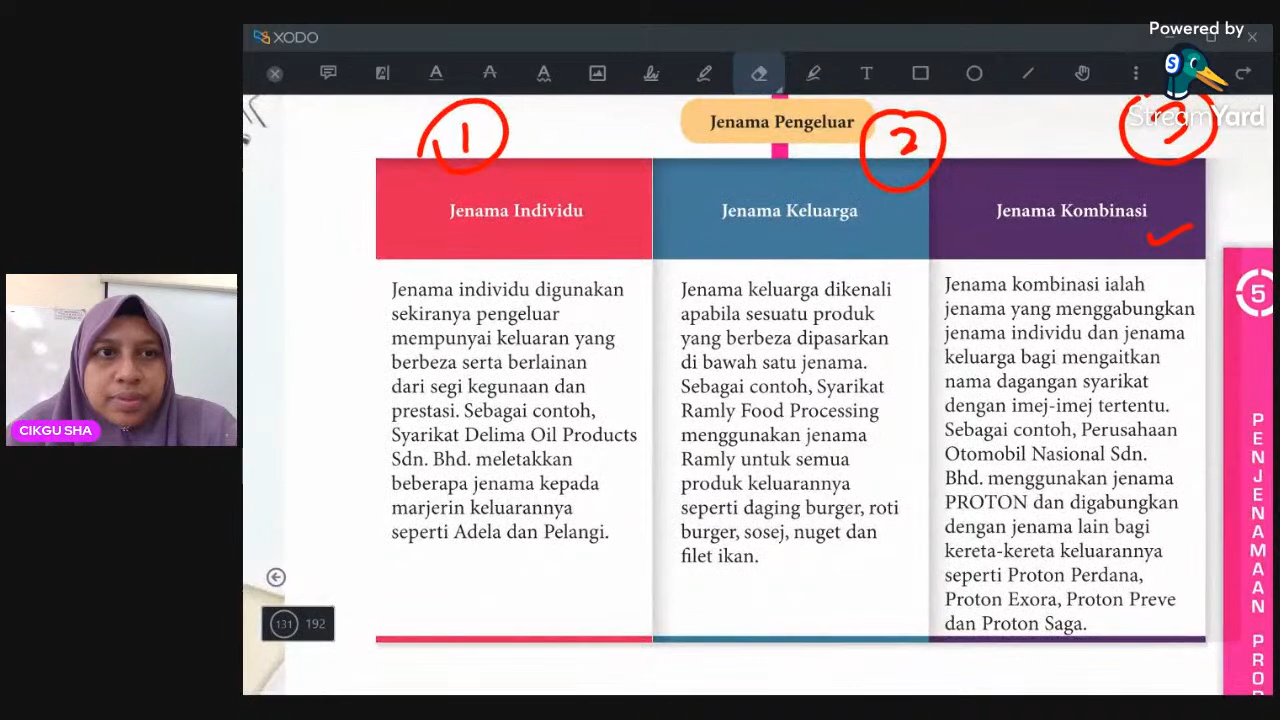 XODO
Powered by
StreamYard
Jenama Pengeluar
1
2
3
Jenama Individu
Jenama individu digunakan
sekiranya pengeluar
mempunyai keluaran yang
berbeza serta berlainan
dari segi kegunaan dan
prestasi. Sebagai contoh,
Syarikat Delima Oil Products
Sdn. Bhd. meletakkan
beberapa jenama kepada
marjerin keluarannya
seperti Adela dan Pelangi.
Jenama Keluarga
Jenama keluarga dikenali
apabila sesuatu produk
yang berbeza dipasarkan
di bawah satu jenama.
Sebagai contoh, Syarikat
Ramly Food Processing
menggunakan jenama
Ramly untuk semua
produk keluarannya
seperti daging burger, roti
burger, sosej, nuget dan
filet ikan.
Jenama Kombinasi
Jenama kombinasi ialah
jenama yang menggabungkan
jenama individu dan jenama
keluarga bagi mengaitkan
nama dagangan syarikat
dengan imej-imej tertentu.
Sebagai contoh, Perusahaan
Otomobil Nasional Sdn.
Bhd. menggunakan jenama
PROTON dan digabungkan
dengan jenama lain bagi
kereta-kereta keluarannya
seperti Proton Perdana,
Proton Exora, Proton Preve
dan Proton Saga.
5
PENJENAMAAN PROD
CIKGU SHA
131 192